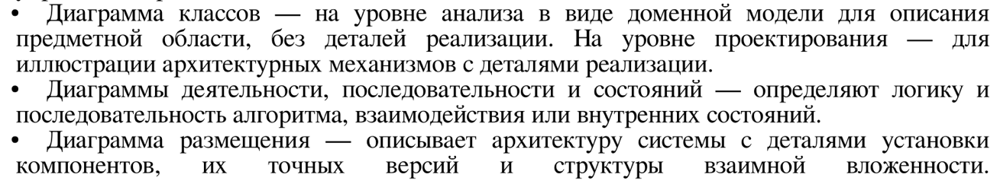 • Диаграмма классов — на уровне анализа в виде доменной модели для описания
предметной области, без деталей реализации. На уровне проектирования — для
иллюстрации архитектурных механизмов с деталями реализации.
• Диаграммы деятельности, последовательности и состояний — определяют логику и
последовательность алгоритма, взаимодействия или внутренних состояний.
• Диаграмма размещения — описывает архитектуру системы с деталями установки
компонентов, их точных версий и структуры взаимной вложенности.